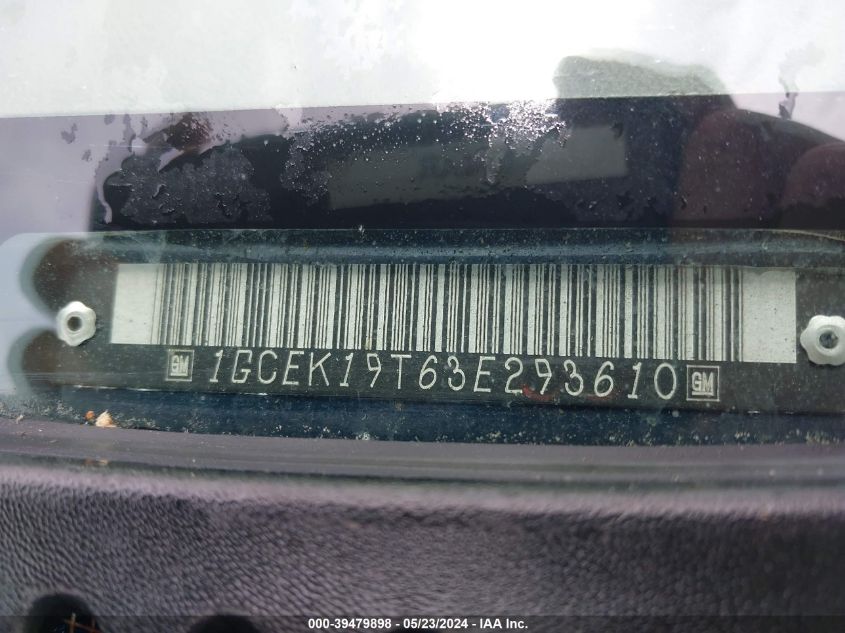 GM 1GCEK19T63E293610 GM
000-39479898 • 05/23/2024 • IAA Inc.